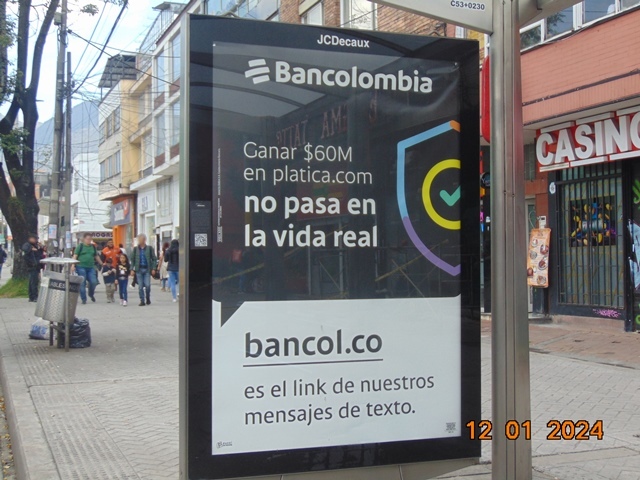 C53+0230
JCDecaux
Bancolombia
Ganar $60M
en platica.com
no pasa en
la vida real
bancol.co
es el link de nuestros
mensajes de texto.
CASINO
12 01 2024